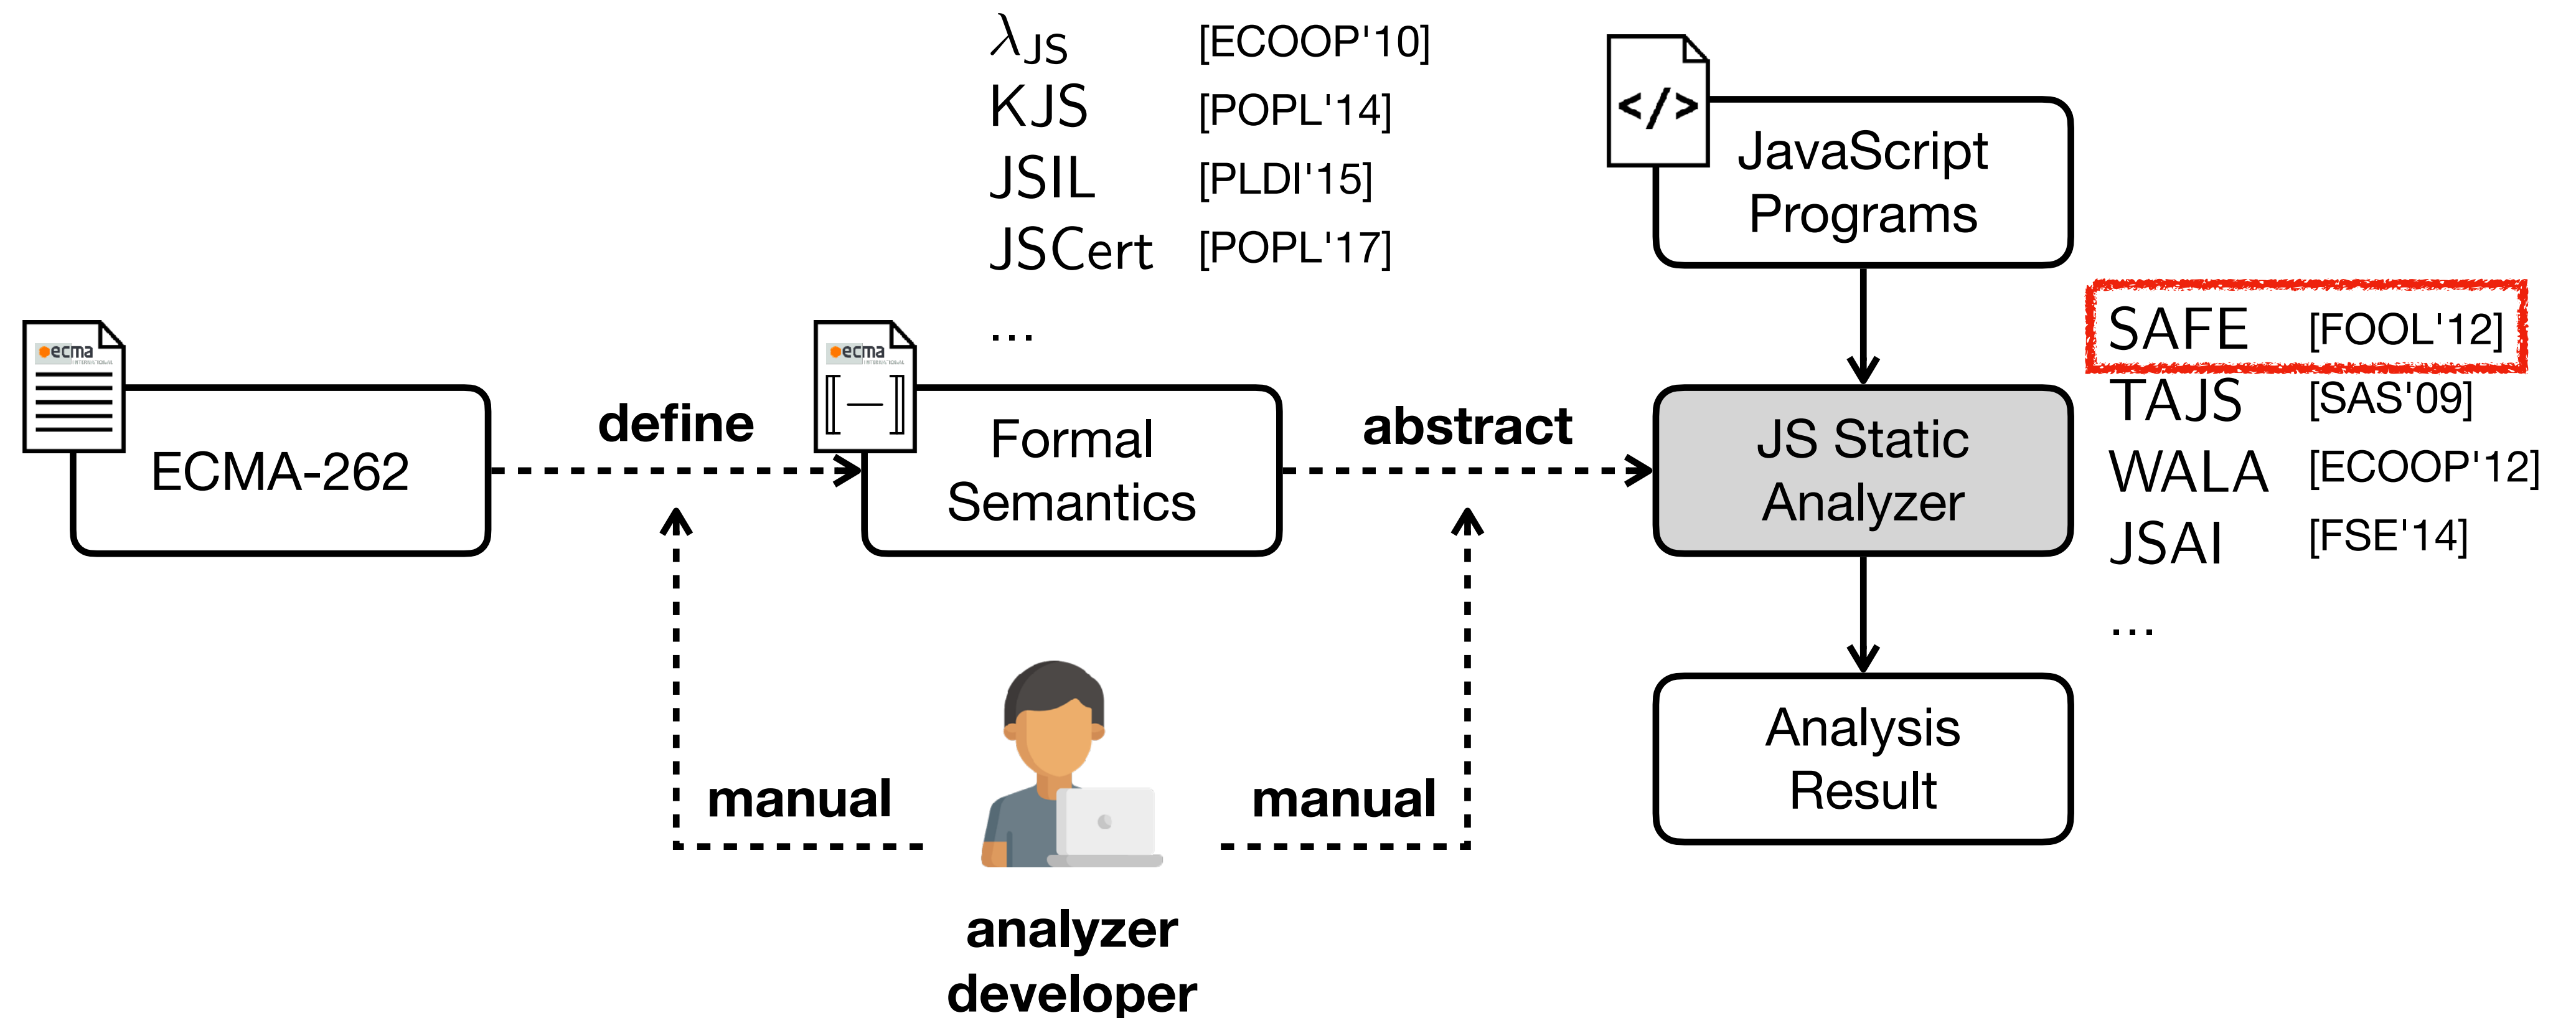 λJS [ECOOP'10]
KJS [POPL'14]
JSIL [PLDI'15]
JSCert [POPL'17]
...
</>
JavaScript
Programs
SAFE [FOOL'12]
TAJS [SAS'09]
WALA [ECOOP'12]
JSAI [FSE'14]
...
ecma
ECMA-262
define
ecma
⟦—⟧
Formal
Semantics
abstract
JS Static
Analyzer
manual
manual
Analysis
Result
analyzer
developer